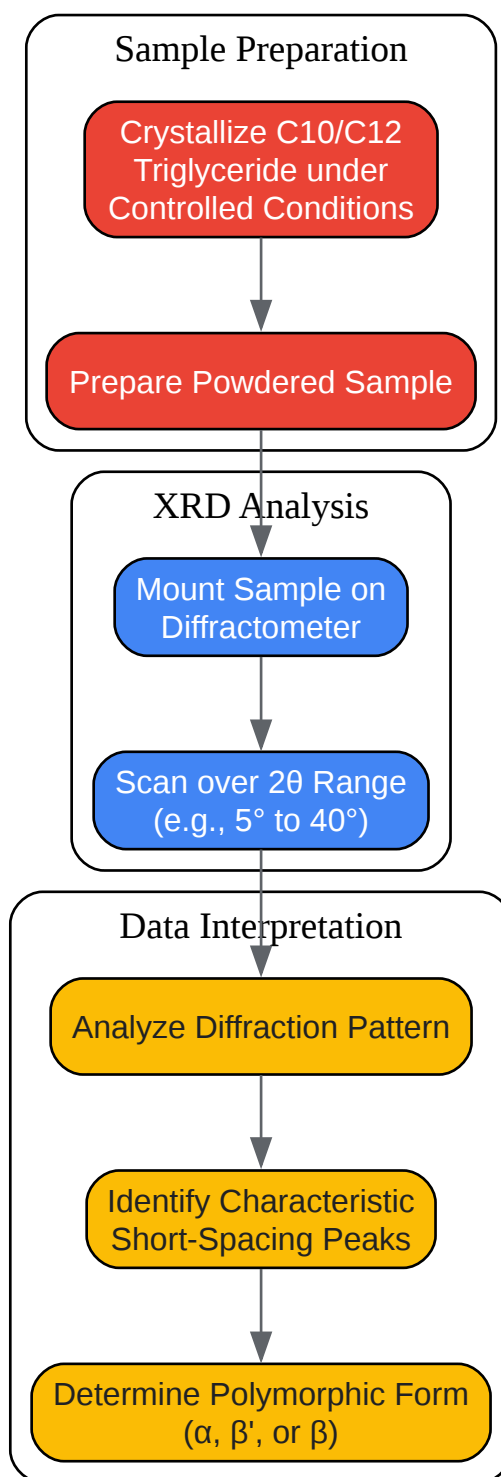 Sample Preparation
Crystallize C10/C12
Triglyceride under
Controlled Conditions
Prepare Powdered Sample
XRD Analysis
Mount Sample on
Diffractometer
Scan over 2θ Range
(e.g., 5° to 40°)
Data Interpretation
Analyze Diffraction Pattern
Identify Characteristic
Short-Spacing Peaks
Determine Polymorphic Form
(α, β', or β)